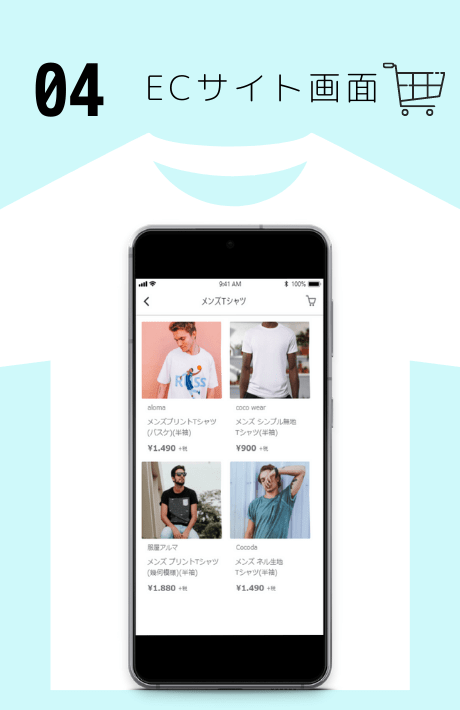 04
ECサイト画面
9:41 AM
100%
メンズTシャツ
aloma
coco wear
メンズプリントTシャツ
(バスケ)(半袖)
メンズ シンプル無地
Tシャツ(半袖)
¥1.490 +税
¥900 +税
メンズ プリントTシャツ
(幾何模様)(半袖)
Cocoda
メンズ ネル生地
Tシャツ(半袖)
¥1.880 +税
¥1.490 +税